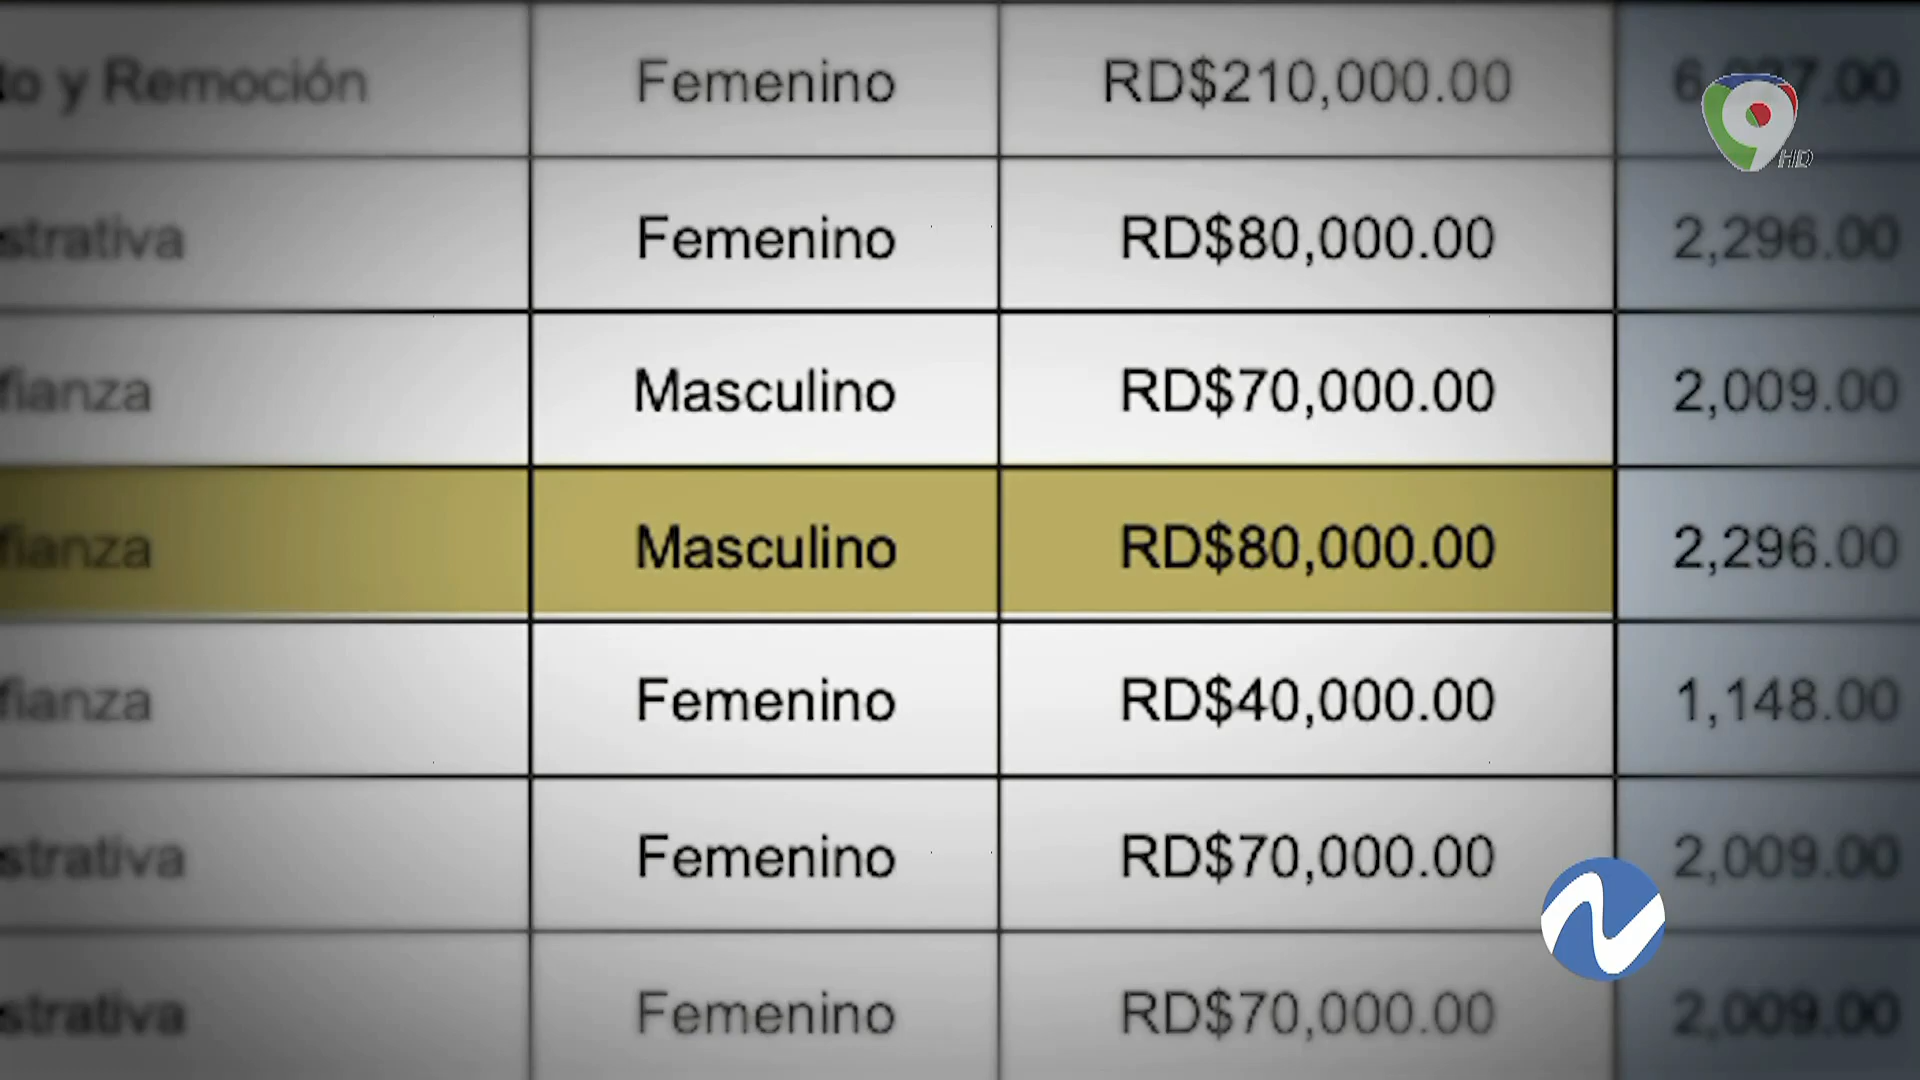 to y Remoción Femenino RD$210,000.00
strativa Femenino RD$80,000.00 2,296.00
fianza Masculino RD$70,000.00 2,009.00
fianza Masculino RD$80,000.00 2,296.00
fianza Femenino RD$40,000.00 1,148.00
strativa Femenino RD$70,000.00 2,009.00
strativa Femenino RD$70,000.00 2,009.00
HD